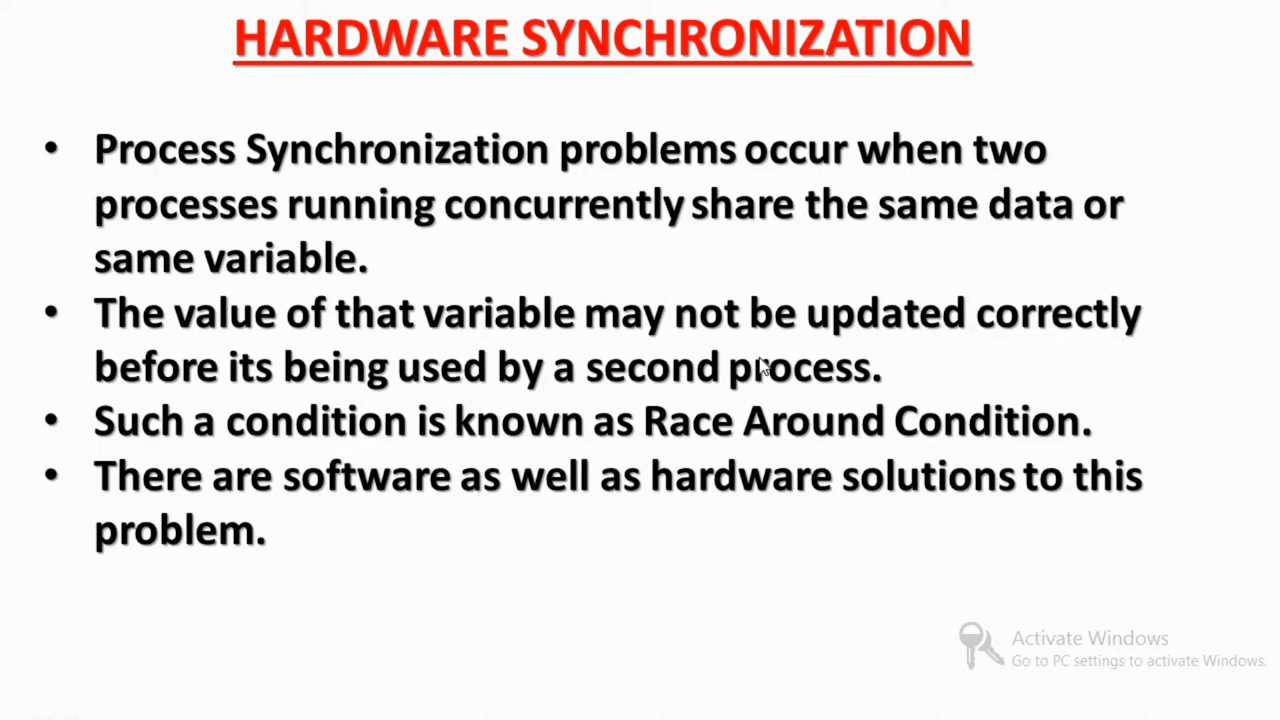 HARDWARE SYNCHRONIZATION
• Process Synchronization problems occur when two
processes running concurrently share the same data or
same variable.
• The value of that variable may not be updated correctly
before its being used by a second process.
• Such a condition is known as Race Around Condition.
• There are software as well as hardware solutions to this
problem.
Activate Windows
Go to PC settings to activate Windows.